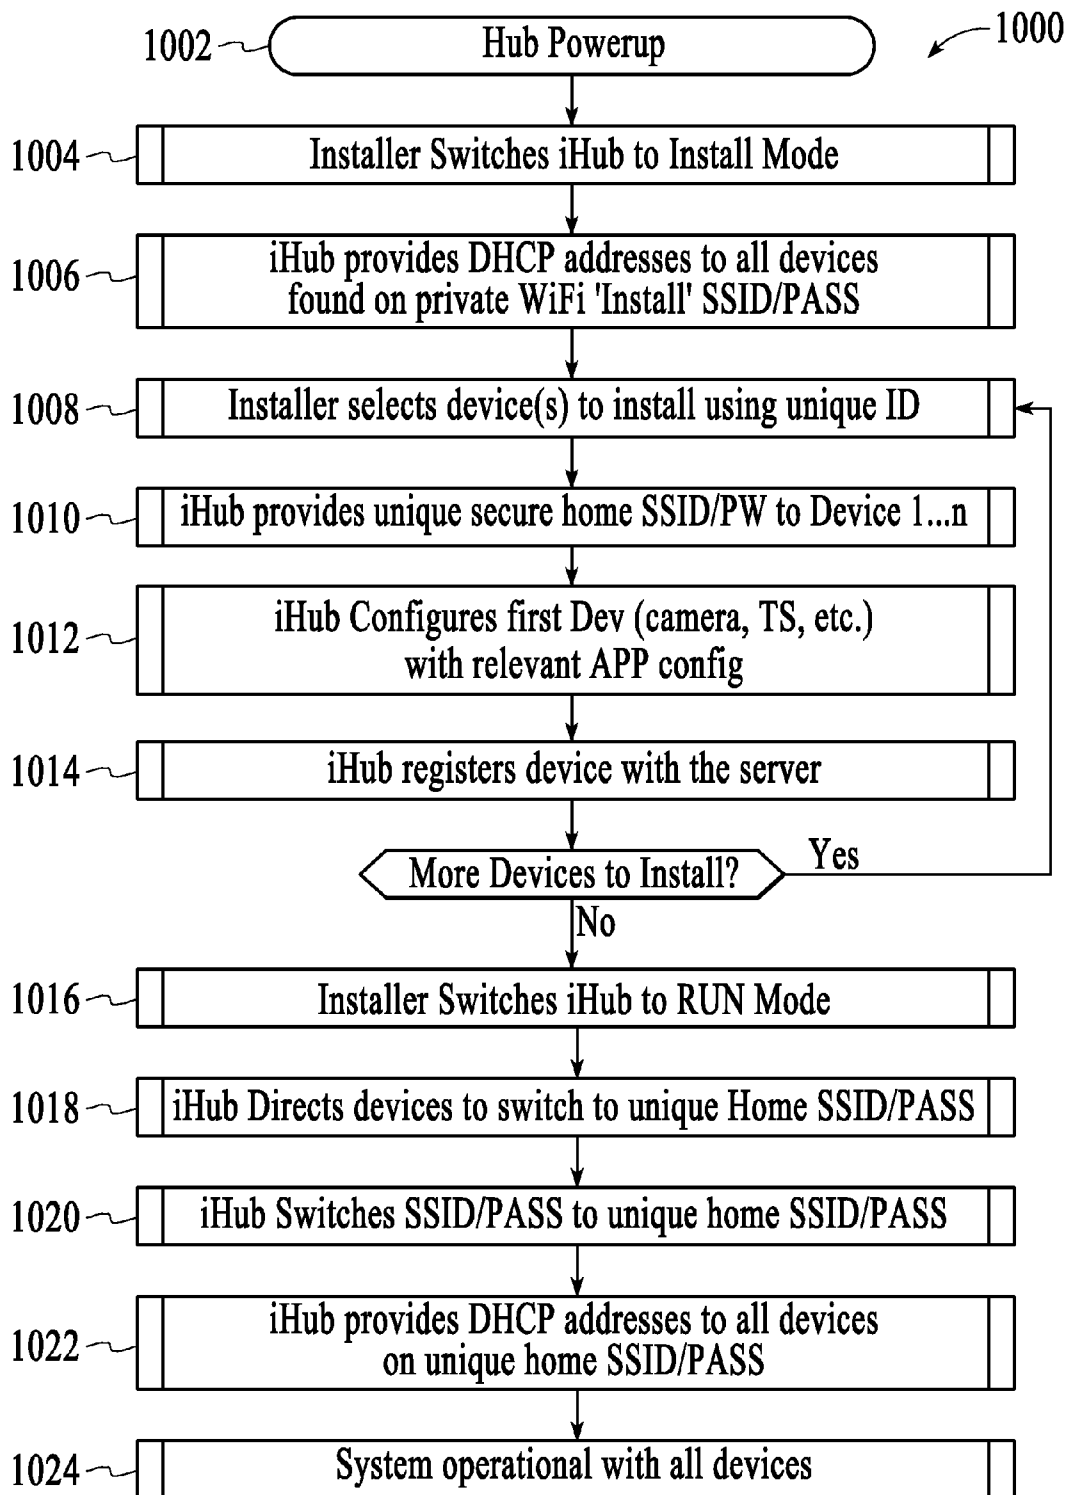 1002
Hub Powerup
1000
1004
Installer Switches iHub to Install Mode
1006
iHub provides DHCP addresses to all devices
found on private WiFi 'Install' SSID/PASS
1008
Installer selects device(s) to install using unique ID
1010
iHub provides unique secure home SSID/PW to Device 1...n
1012
iHub Configures first Dev (camera, TS, etc.)
with relevant APP config
1014
iHub registers device with the server
More Devices to Install?
Yes
No
1016
Installer Switches iHub to RUN Mode
1018
iHub Directs devices to switch to unique Home SSID/PASS
1020
iHub Switches SSID/PASS to unique home SSID/PASS
1022
iHub provides DHCP addresses to all devices
on unique home SSID/PASS
1024
System operational with all devices